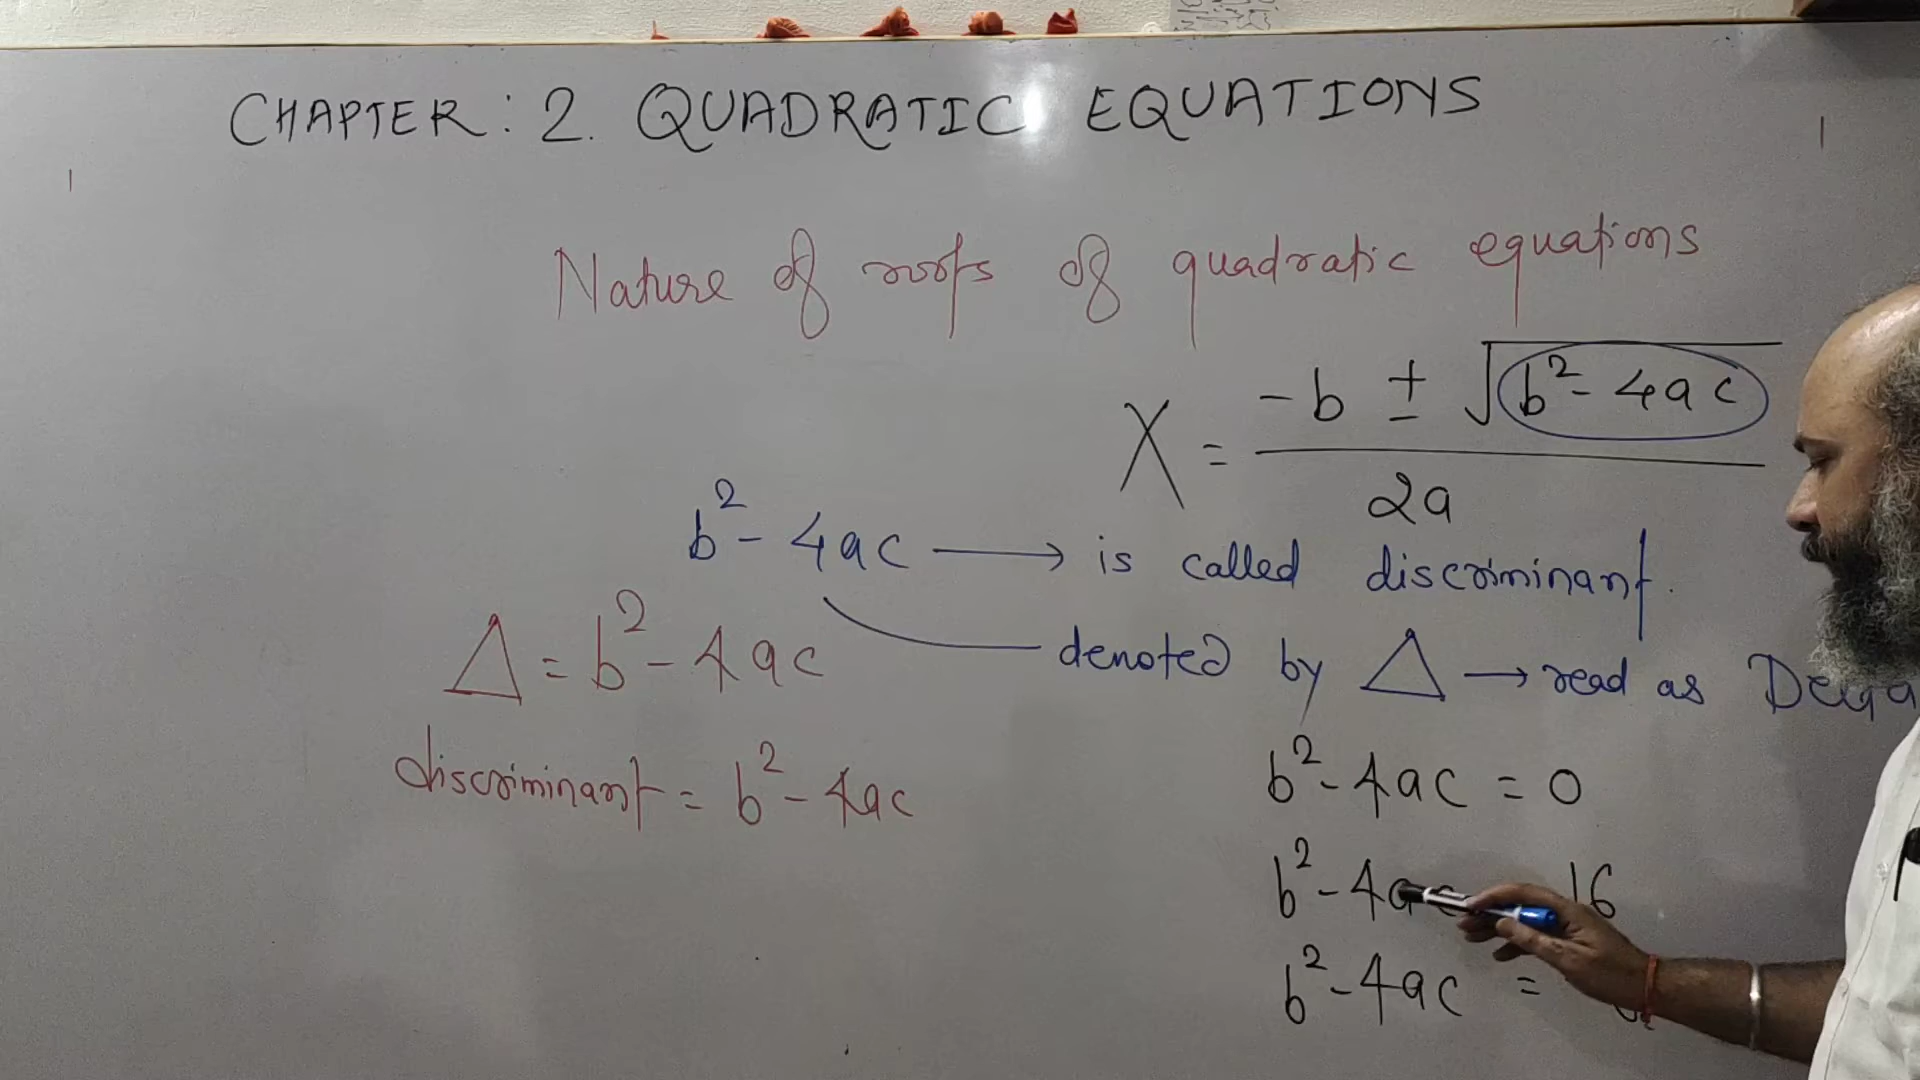 CHAPTER: 2. QUADRATIC EQUATIONS
Nature of roots of quadratic equations
X = -b ± √b²-4ac / 2a
b²-4ac → is called discriminant.
denoted by △ → read as
△ = b²-4ac
discriminant = b²-4ac
b²-4ac = 0
b²-4ac 16
b²-4ac =